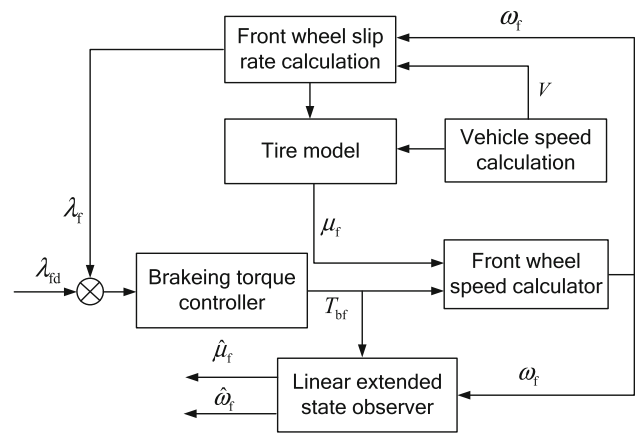 Front wheel slip
rate calculation
ω_f
V
Tire model
Vehicle speed
calculation
λ_f
μ_f
λ_fd
Brakeing torque
controller
Front wheel
speed calculator
T_bf
μ̂_f
Linear extended
state observer
ω_f
ω̂_f